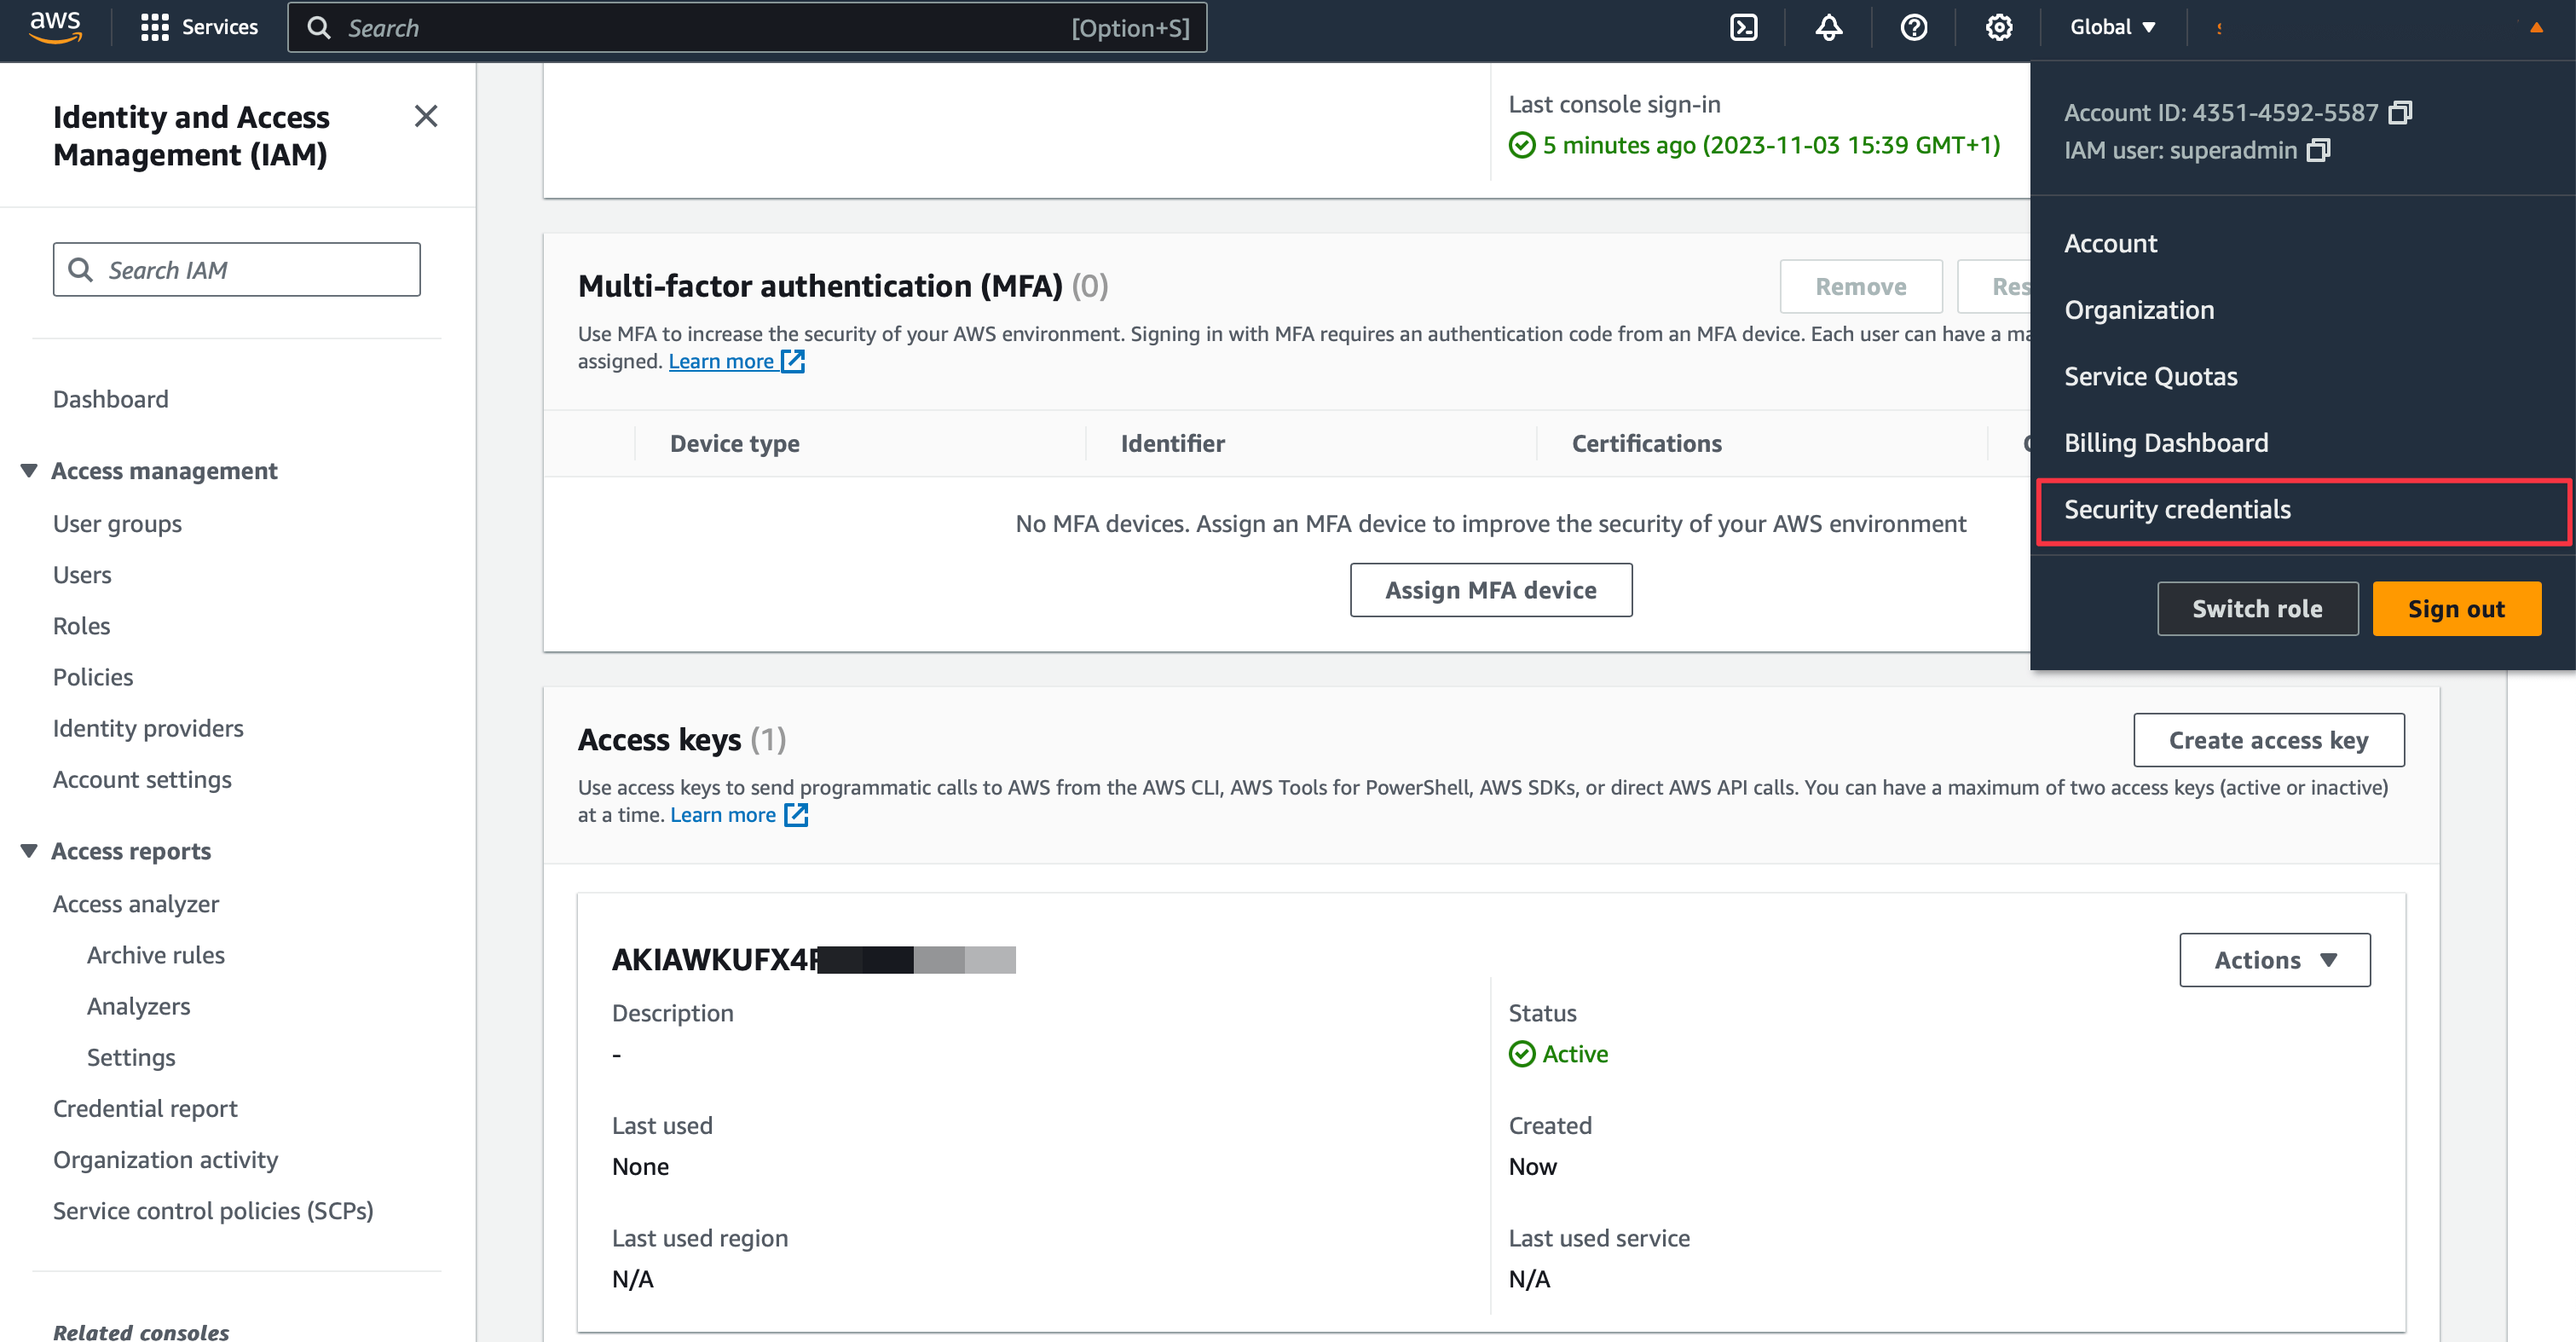 aws
Services
Search
[Option+S]
Global
Identity and Access
Management (IAM)
Search IAM
Dashboard
Access management
User groups
Users
Roles
Policies
Identity providers
Account settings
Access reports
Access analyzer
Archive rules
Analyzers
Settings
Credential report
Organization activity
Service control policies (SCPs)
Related consoles
Last console sign-in
5 minutes ago (2023-11-03 15:39 GMT+1)
Multi-factor authentication (MFA) (0)
Remove
Res
Use MFA to increase the security of your AWS environment. Signing in with MFA requires an authentication code from an MFA device. Each user can have a ma
assigned. Learn more
Device type
Identifier
Certifications
No MFA devices. Assign an MFA device to improve the security of your AWS environment
Assign MFA device
Access keys (1)
Create access key
Use access keys to send programmatic calls to AWS from the AWS CLI, AWS Tools for PowerShell, AWS SDKs, or direct AWS API calls. You can have a maximum of two access keys (active or inactive)
at a time. Learn more
AKIAWKUFX4
Actions
Description
-
Status
Active
Last used
None
Created
Now
Last used region
N/A
Last used service
N/A
Account ID: 4351-4592-5587
IAM user: superadmin
Account
Organization
Service Quotas
Billing Dashboard
Security credentials
Switch role
Sign out